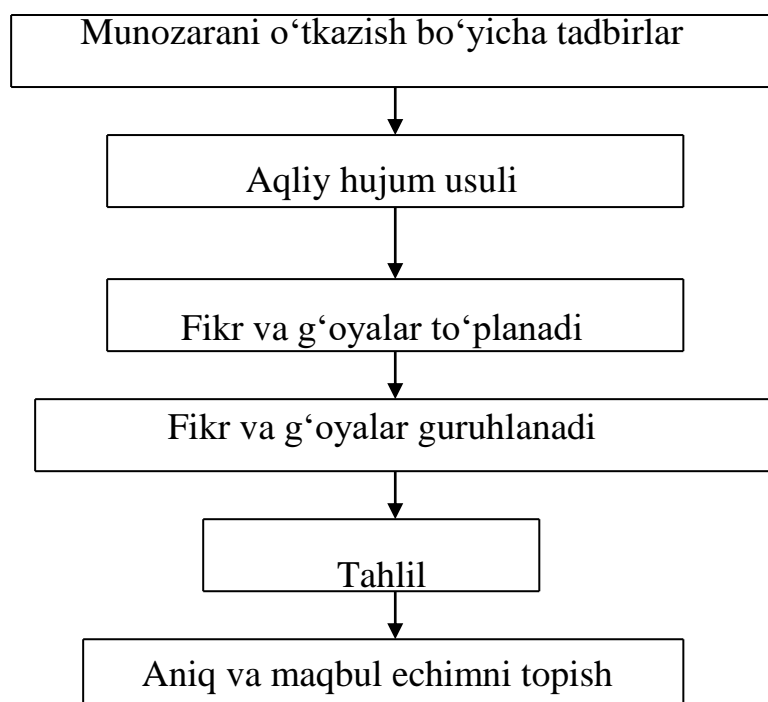 Munozarani o‘tkazish bo‘yicha tadbirlar
Aqliy hujum usuli
Fikr va g‘oyalar to‘planadi
Fikr va g‘oyalar guruhlanadi
Tahlil
Aniq va maqbul echimni topish